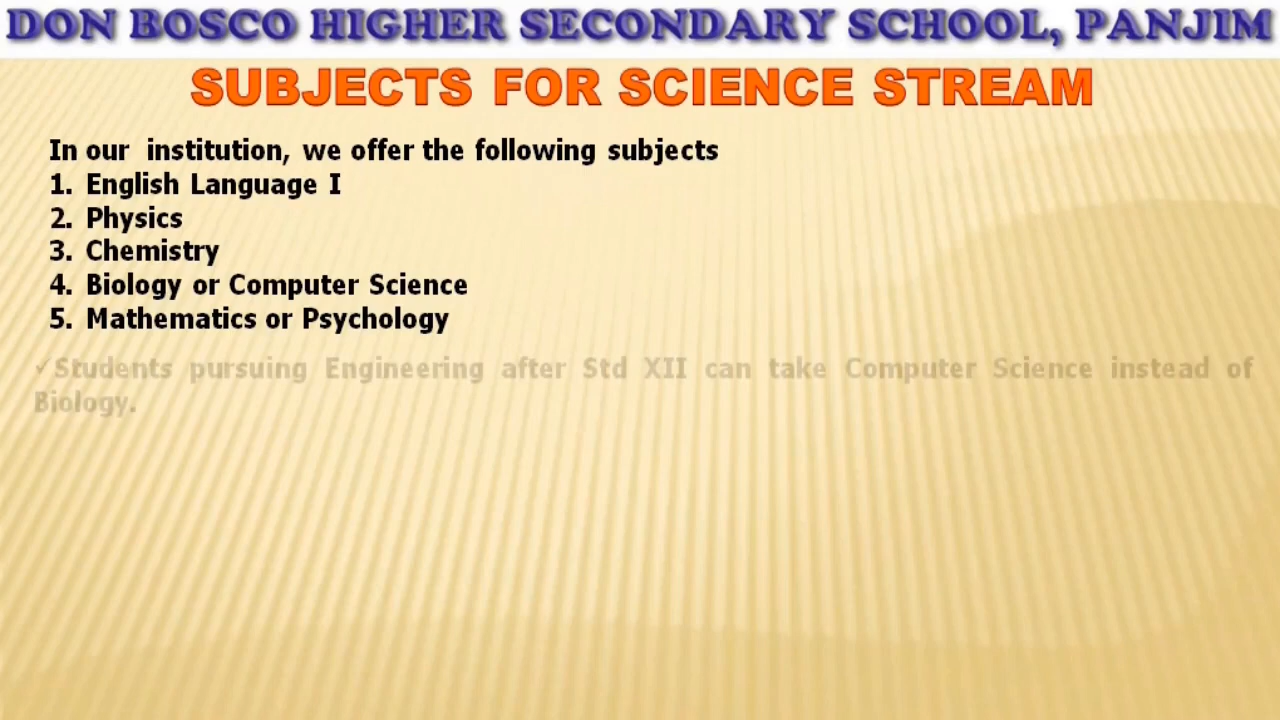 DON BOSCO HIGHER SECONDARY SCHOOL, PANJIM
SUBJECTS FOR SCIENCE STREAM
In our institution, we offer the following subjects
1. English Language I
2. Physics
3. Chemistry
4. Biology or Computer Science
5. Mathematics or Psychology
✓Students pursuing Engineering after Std XII can take Computer Science instead of
Biology.